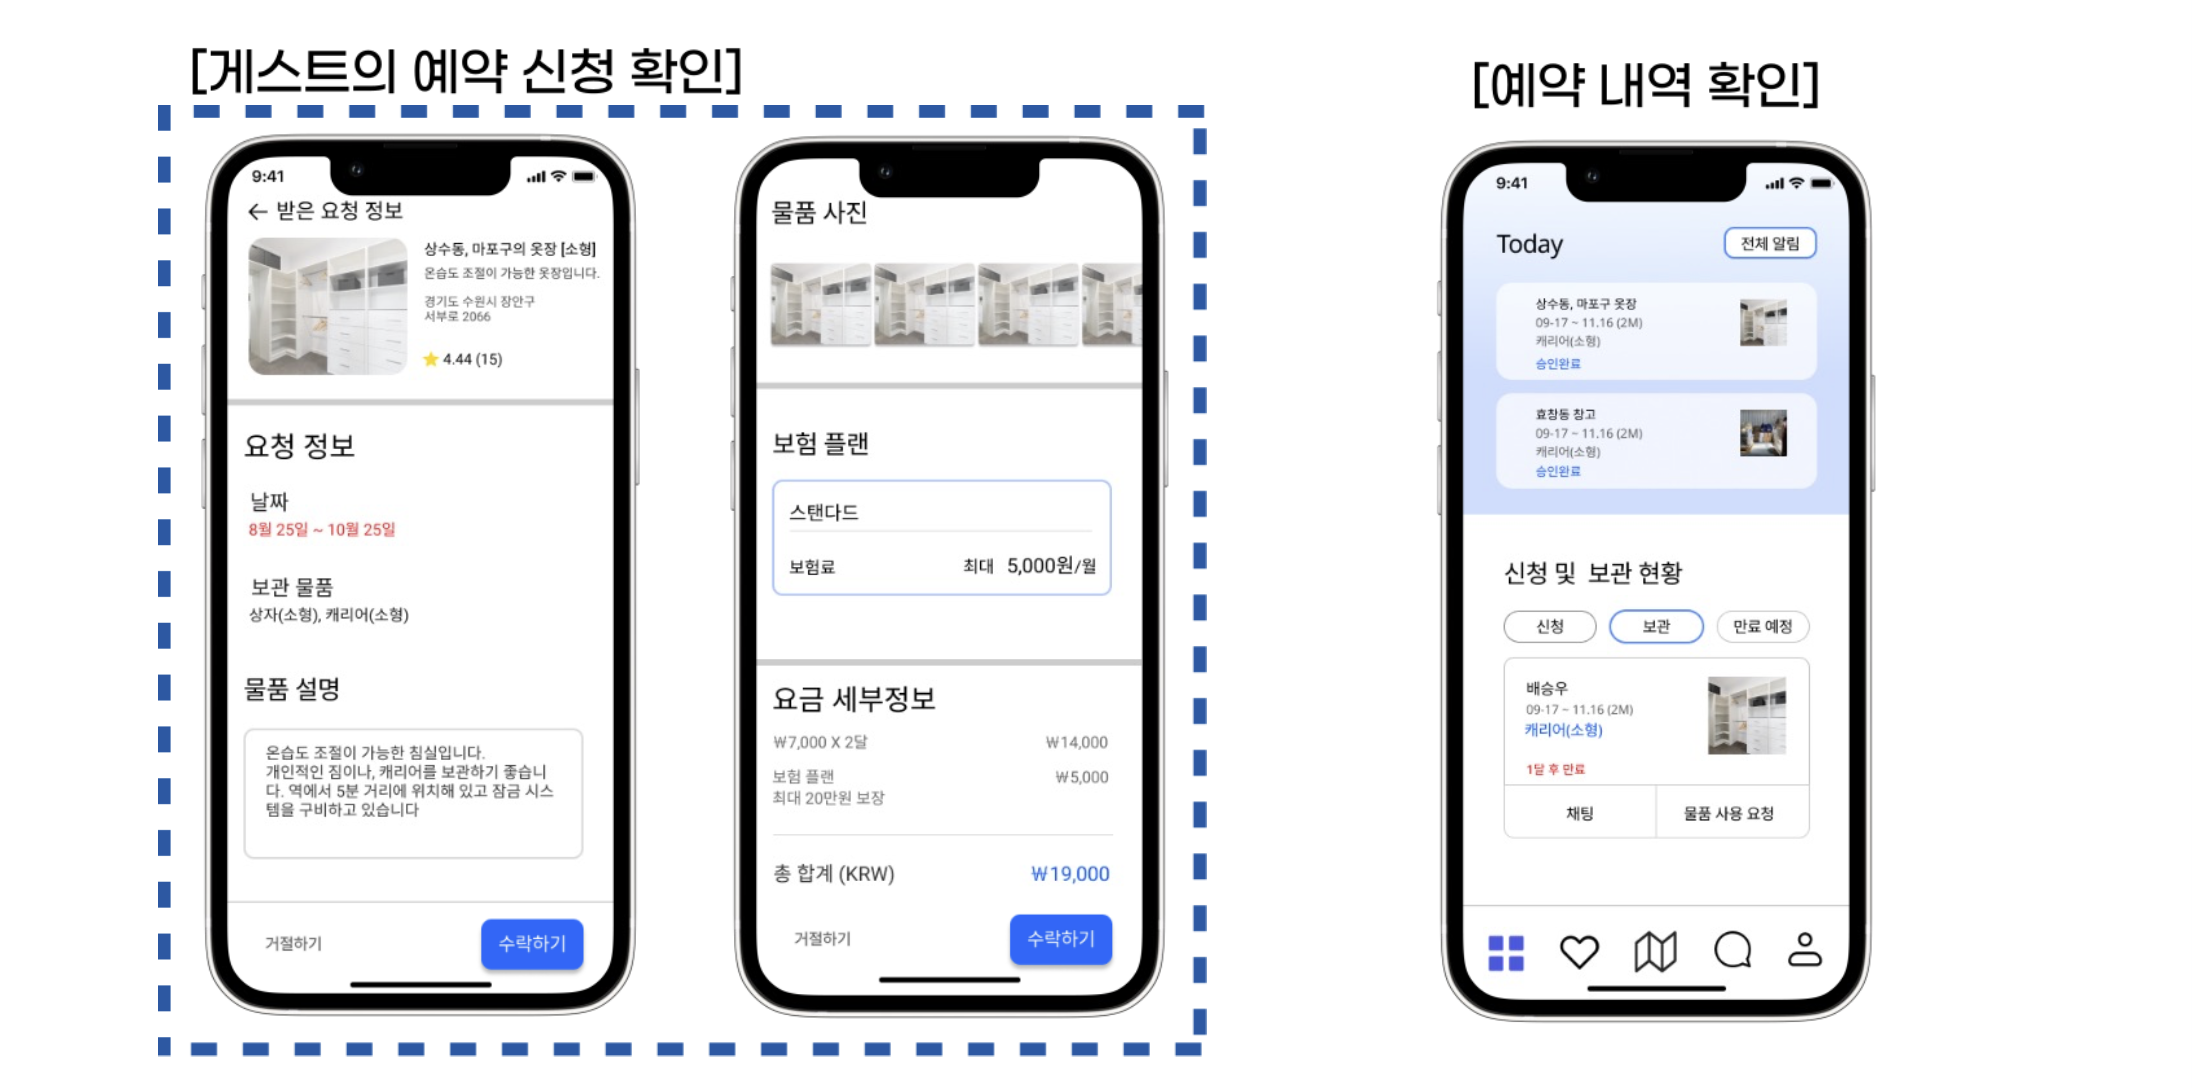 [게스트의 예약 신청 확인]
9:41
← 받은 요청 정보
상수동, 마포구의 옷장 [소형]
온습도 조절이 가능한 옷장입니다.
경기도 수원시 장안구
서부로 2066
4.44 (15)
요청 정보
날짜
8월 25일 ~ 10월 25일
보관 물품
상자(소형), 캐리어(소형)
물품 설명
온습도 조절이 가능한 침실입니다.
개인적인 짐이나, 캐리어를 보관하기 좋습니
다. 역에서 5분 거리에 위치해 있고 잠금 시스
템을 구비하고 있습니다
거절하기 수락하기
물품 사진
보험 플랜
스탠다드
보험료 최대 5,000원/월
요금 세부정보
₩7,000 X 2달 ₩14,000
보험 플랜 ₩5,000
최대 20만원 보장
총 합계 (KRW) ₩19,000
거절하기 수락하기
[예약 내역 확인]
9:41
Today 전체 알림
상수동, 마포구 옷장
09-17 ~ 11.16 (2M)
캐리어(소형)
승인완료
효창동 창고
09-17 ~ 11.16 (2M)
캐리어(소형)
승인완료
신청 및 보관 현황
신청 보관 만료 예정
배승우
09-17 ~ 11.16 (2M)
캐리어(소형)
1달 후 만료
채팅 물품 사용 요청